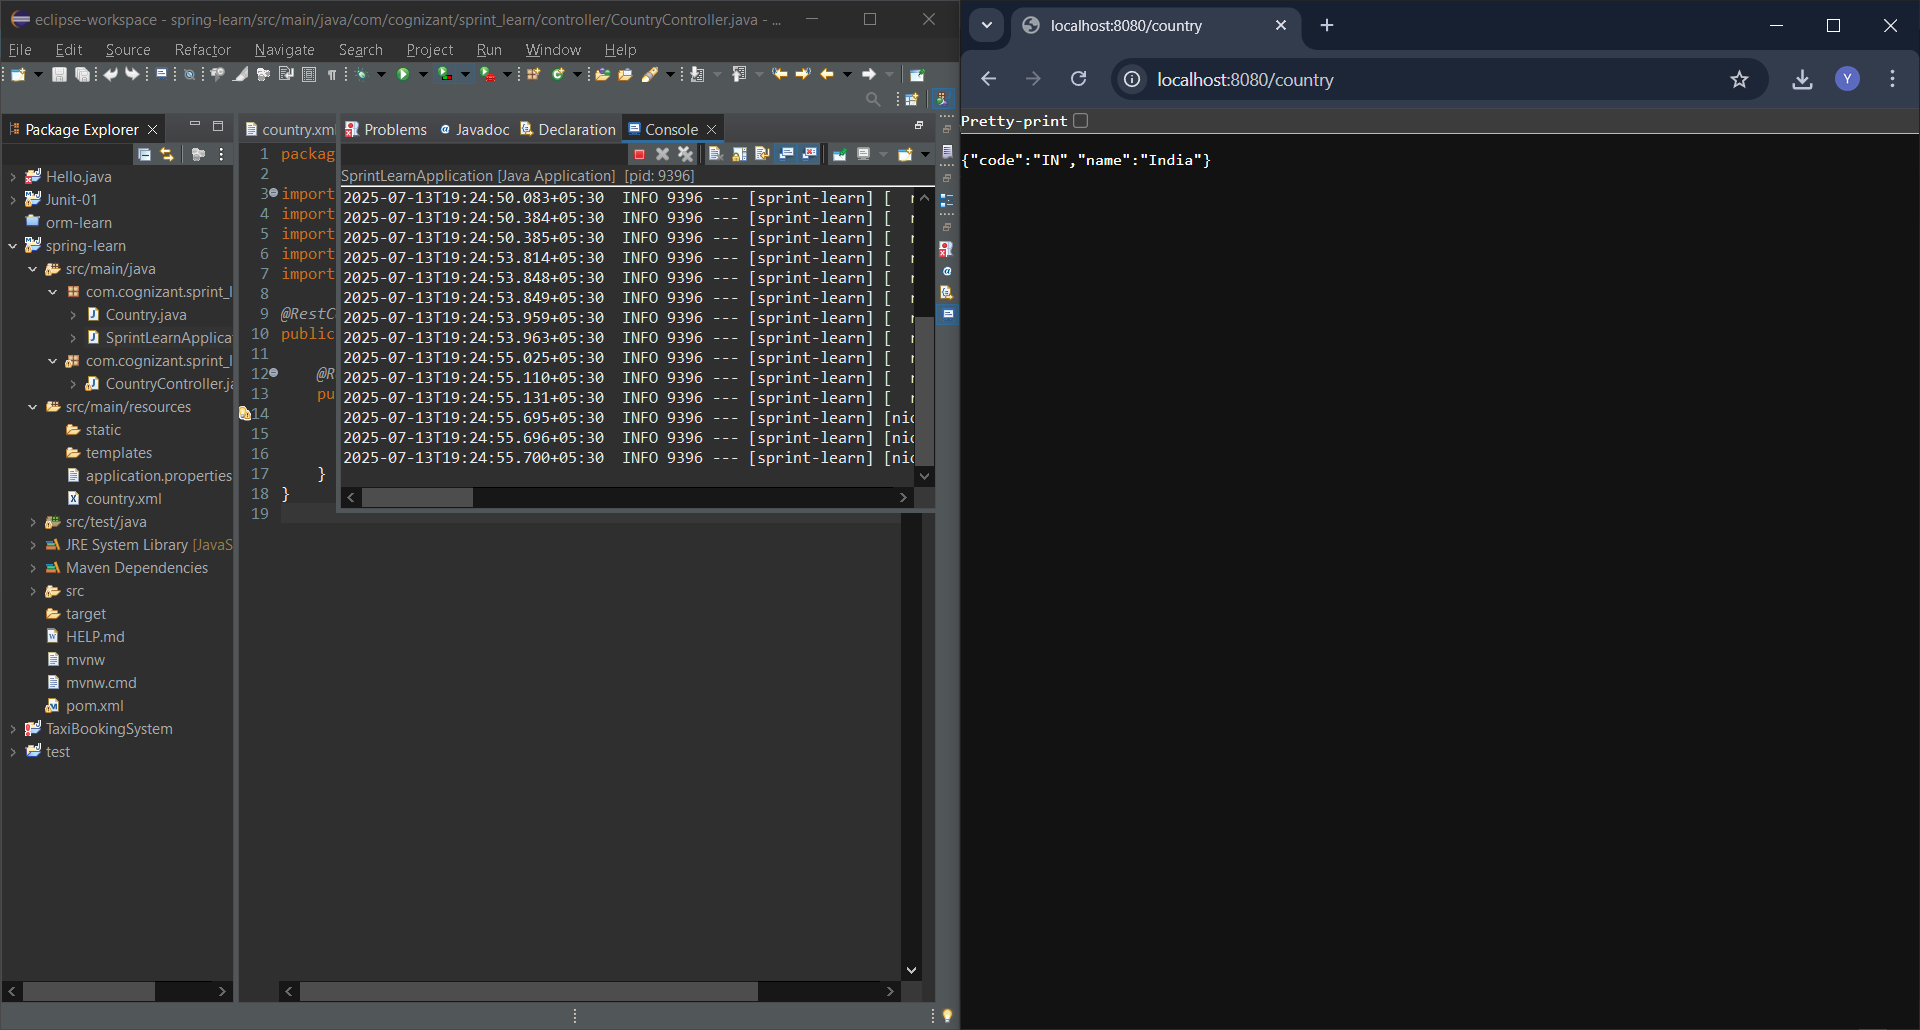 eclipse-workspace - spring-learn/src/main/java/com/cognizant/sprint_learn/controller/CountryController.java - ...
File Edit Source Refactor Navigate Search Project Run Window Help
Package Explorer
Hello.java
Junit-01
orm-learn
spring-learn
src/main/java
com.cognizant.sprint_l
Country.java
SprintLearnApplica
com.cognizant.sprint_l
CountryController.ja
src/main/resources
static
templates
application.properties
country.xml
src/test/java
JRE System Library [JavaS
Maven Dependencies
src
target
HELP.md
mvnw
mvnw.cmd
pom.xml
TaxiBookingSystem
test
country.xml
1 packag
2
3 import
4 import
5 import
6 import
7 import
8
9 @RestC
10 public
11
12 @R
13 pu
14
15
16
17 }
18 }
19
Problems Javadoc Declaration Console
SprintLearnApplication [Java Application] [pid: 9396]
2025-07-13T19:24:50.083+05:30 INFO 9396 --- [sprint-learn] [
2025-07-13T19:24:50.384+05:30 INFO 9396 --- [sprint-learn] [
2025-07-13T19:24:50.385+05:30 INFO 9396 --- [sprint-learn] [
2025-07-13T19:24:53.814+05:30 INFO 9396 --- [sprint-learn] [
2025-07-13T19:24:53.848+05:30 INFO 9396 --- [sprint-learn] [
2025-07-13T19:24:53.849+05:30 INFO 9396 --- [sprint-learn] [
2025-07-13T19:24:53.959+05:30 INFO 9396 --- [sprint-learn] [
2025-07-13T19:24:53.963+05:30 INFO 9396 --- [sprint-learn] [
2025-07-13T19:24:55.025+05:30 INFO 9396 --- [sprint-learn] [
2025-07-13T19:24:55.110+05:30 INFO 9396 --- [sprint-learn] [
2025-07-13T19:24:55.131+05:30 INFO 9396 --- [sprint-learn] [
2025-07-13T19:24:55.695+05:30 INFO 9396 --- [sprint-learn] [nio
2025-07-13T19:24:55.696+05:30 INFO 9396 --- [sprint-learn] [nio
2025-07-13T19:24:55.700+05:30 INFO 9396 --- [sprint-learn] [nio
localhost:8080/country
localhost:8080/country
Y
Pretty-print
{"code":"IN","name":"India"}